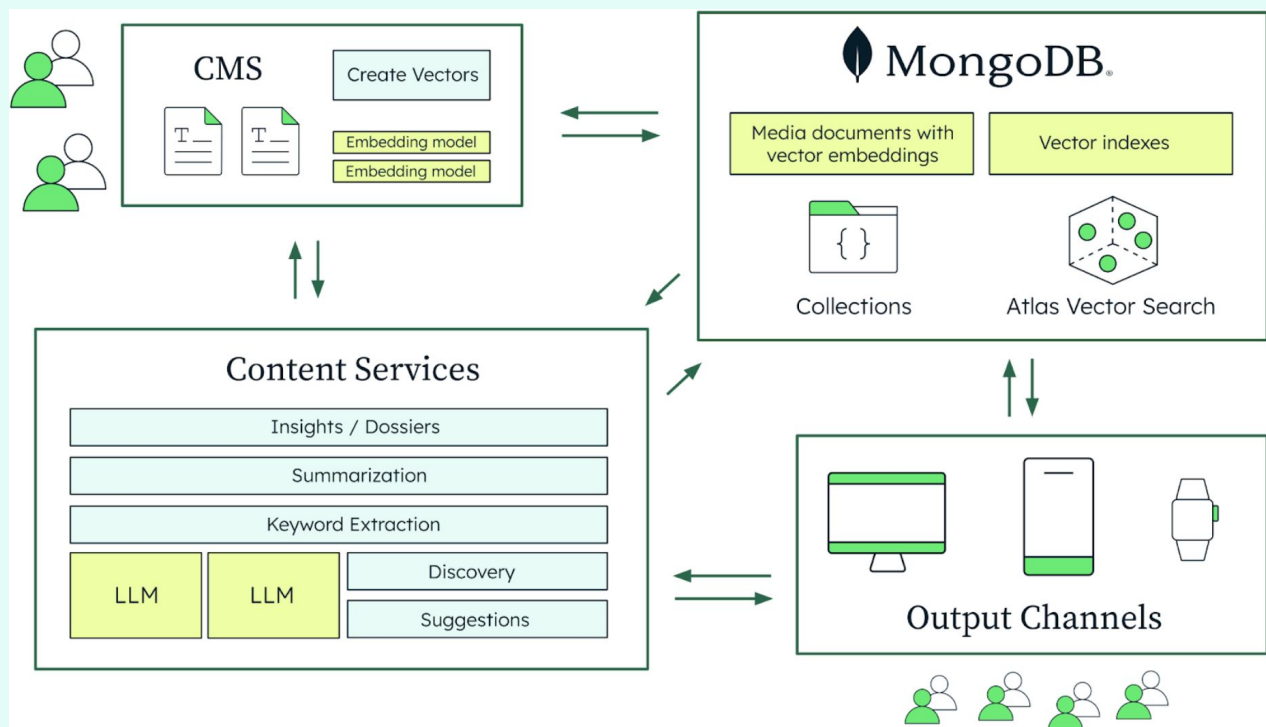 CMS
Create Vectors
T
T
Embedding model
Embedding model
MongoDB®
Media documents with
vector embeddings
Vector indexes
{ }
Collections
Atlas Vector Search
Content Services
Insights / Dossiers
Summarization
Keyword Extraction
LLM
LLM
Discovery
Suggestions
Output Channels